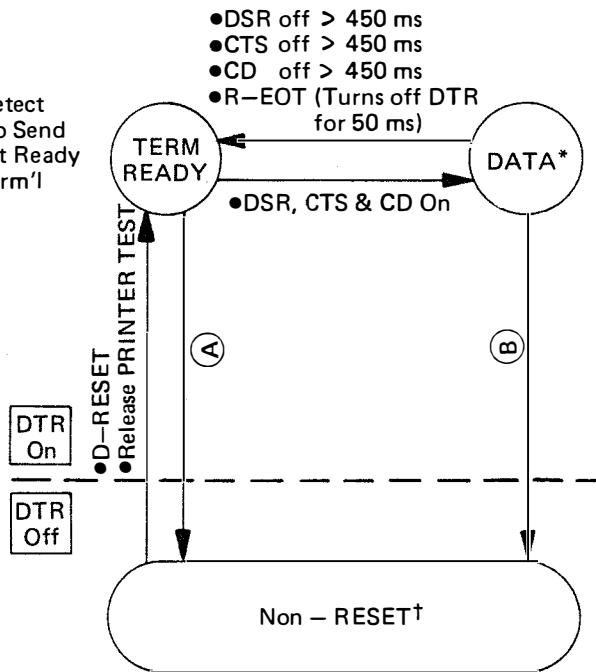 ●DSR off > 450 ms
●CTS off > 450 ms
●CD off > 450 ms
●R—EOT (Turns off DTR
for 50 ms)
etect
o Send
t Ready
rm'l
TERM
READY
DATA*
●DSR, CTS & CD On
●D—RESET
●Release PRINTER TEST
A
B
DTR
On
DTR
Off
Non — RESET†